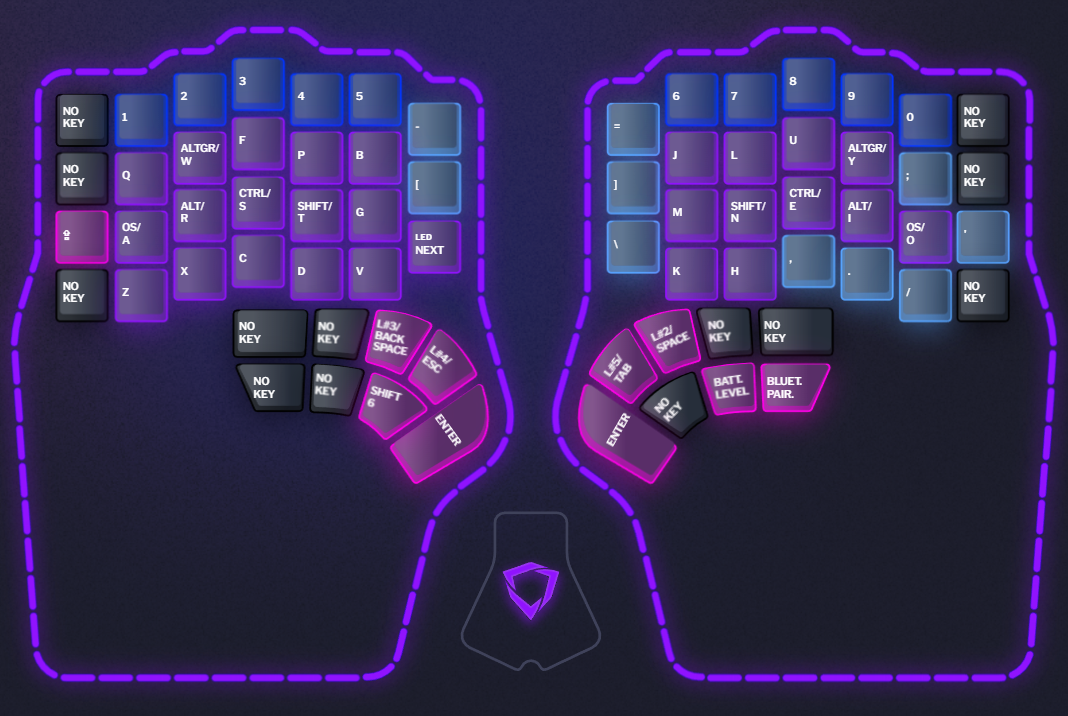 NO
KEY
1
2
3
4
5
-
NO
KEY
Q
ALTGR/
W
F
P
B
[
º
OS/
A
ALT/
R
CTRL/
S
SHIFT/
T
G
LED
NEXT
NO
KEY
Z
X
C
D
V
NO
KEY
NO
KEY
L#3/
BACK
SPACE
L#4/
ESC
NO
KEY
NO
KEY
SHIFT
6
ENTER
=
6
7
8
9
0
NO
KEY
]
J
L
U
ALTGR/
Y
;
NO
KEY
\
M
SHIFT/
N
CTRL/
E
ALT/
I
OS/
O
'
K
H
,
.
/
NO
KEY
L#5/
TAB
L#2/
SPACE
NO
KEY
NO
KEY
ENTER
NO
KEY
BATT.
LEVEL
BLUET.
PAIR.